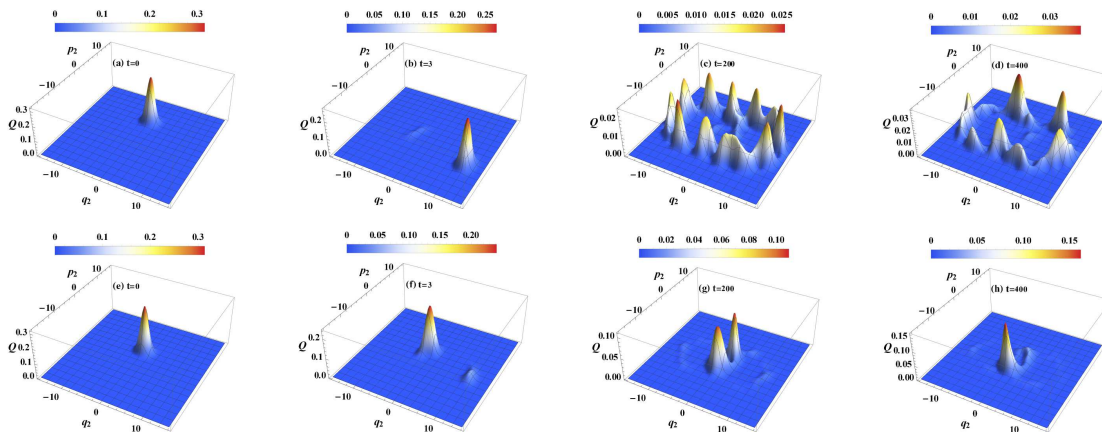 0 0.1 0.2 0.3
p2 10 0 −10
(a) t=0
0.3
Q 0.2
0.1
0.0
−10 0 10
q2
0 0.05 0.10 0.15 0.20 0.25
p2 10 0 −10
(b) t=3
Q 0.2
0.1
0.0
−10 0 10
q2
0 0.005 0.010 0.015 0.020 0.025
p2 10 0 −10
(c) t=200
0.02
Q 0.01
0.00
−10 0 10
q2
0 0.01 0.02 0.03
p2 10 0 −10
(d) t=400
0.03
Q 0.02
0.01
0.00
−10 0 10
q2
0 0.1 0.2 0.3
p2 10 0 −10
(e) t=0
0.3
Q 0.2
0.1
0.0
−10 0 10
q2
0 0.05 0.10 0.15 0.20
p2 10 0 −10
(f) t=3
Q 0.2
0.1
0.0
−10 0 10
q2
0 0.02 0.04 0.06 0.08 0.10
p2 10 0 −10
(g) t=200
0.10
Q 0.05
0.00
−10 0 10
q2
0 0.05 0.10 0.15
p2 10 0 −10
(h) t=400
0.15
Q 0.10
0.05
0.00
−10 0 10
q2